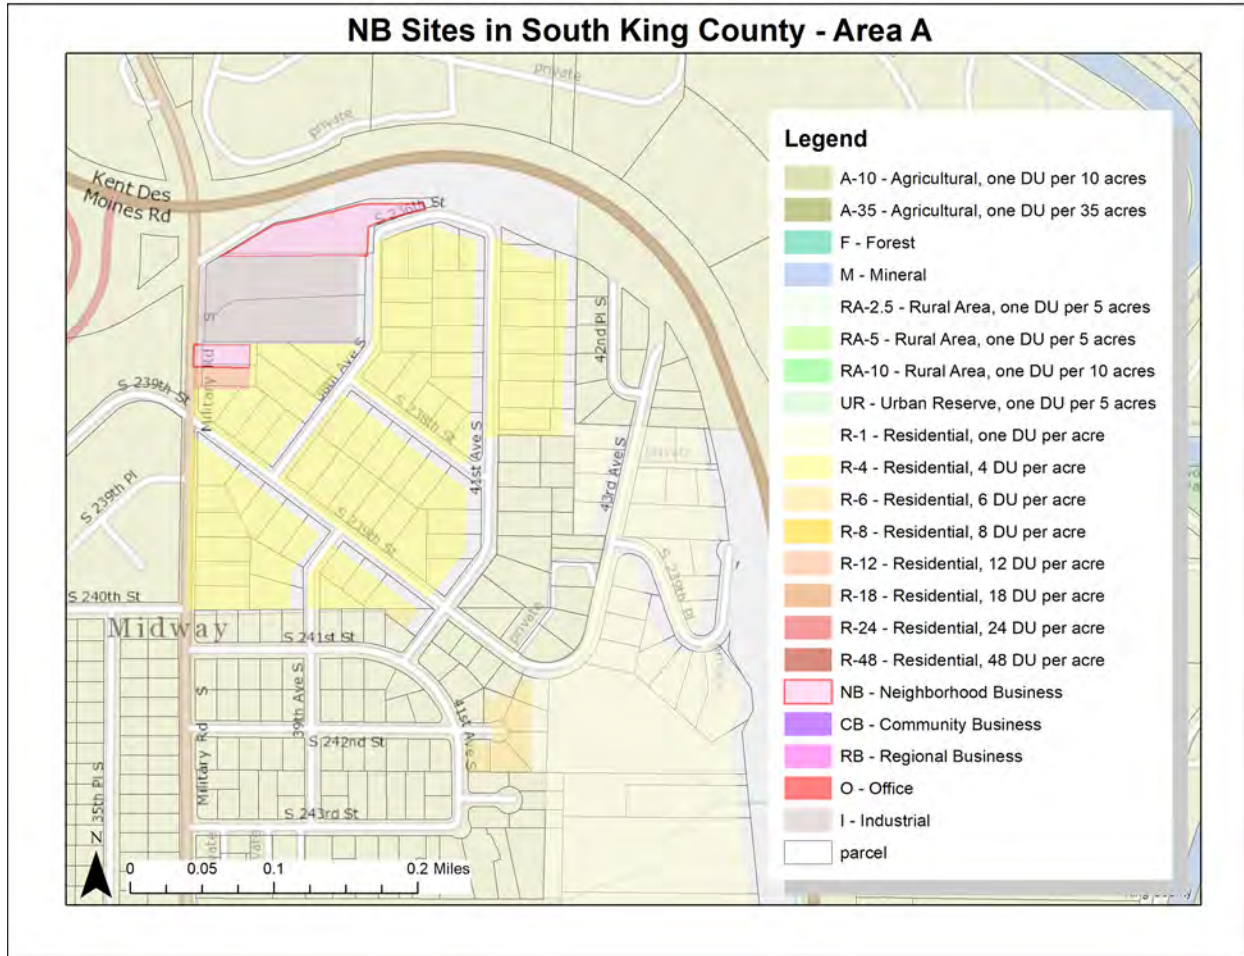 NB Sites in South King County - Area A
private
private
Kent Des
Moines Rd
S 236th St
Legend
A-10 - Agricultural, one DU per 10 acres
A-35 - Agricultural, one DU per 35 acres
F - Forest
M - Mineral
RA-2.5 - Rural Area, one DU per 5 acres
RA-5 - Rural Area, one DU per 5 acres
RA-10 - Rural Area, one DU per 10 acres
UR - Urban Reserve, one DU per 5 acres
R-1 - Residential, one DU per acre
R-4 - Residential, 4 DU per acre
R-6 - Residential, 6 DU per acre
R-8 - Residential, 8 DU per acre
R-12 - Residential, 12 DU per acre
R-18 - Residential, 18 DU per acre
R-24 - Residential, 24 DU per acre
R-48 - Residential, 48 DU per acre
NB - Neighborhood Business
CB - Community Business
RB - Regional Business
O - Office
I - Industrial
parcel
42nd Pl S
Military Rd S
Ave S
S 239th St
S 238th St
41st Ave S
43rd Ave S
private
S 239th Pl
S 239th St
S 239th Pl
S 240th St
Midway
private
S 241st St
39th Ave S
41st Ave S
Military Rd S
S 242nd St
35th Pl S
S 243rd St
N
0 0.05 0.1 0.2 Miles